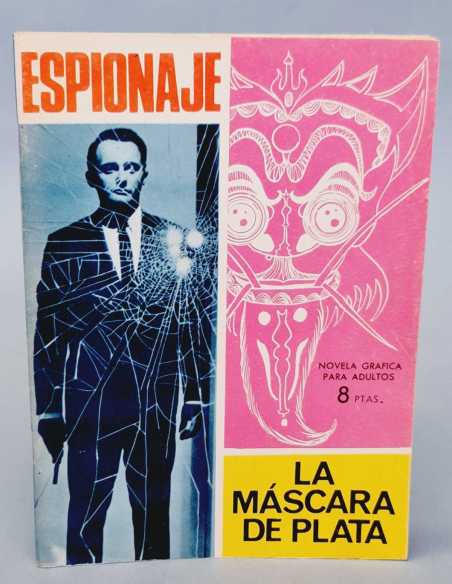 ESPIONAJE
NOVELA GRAFICA
PARA ADULTOS
8 PTAS.
LA
MÁSCARA
DE PLATA